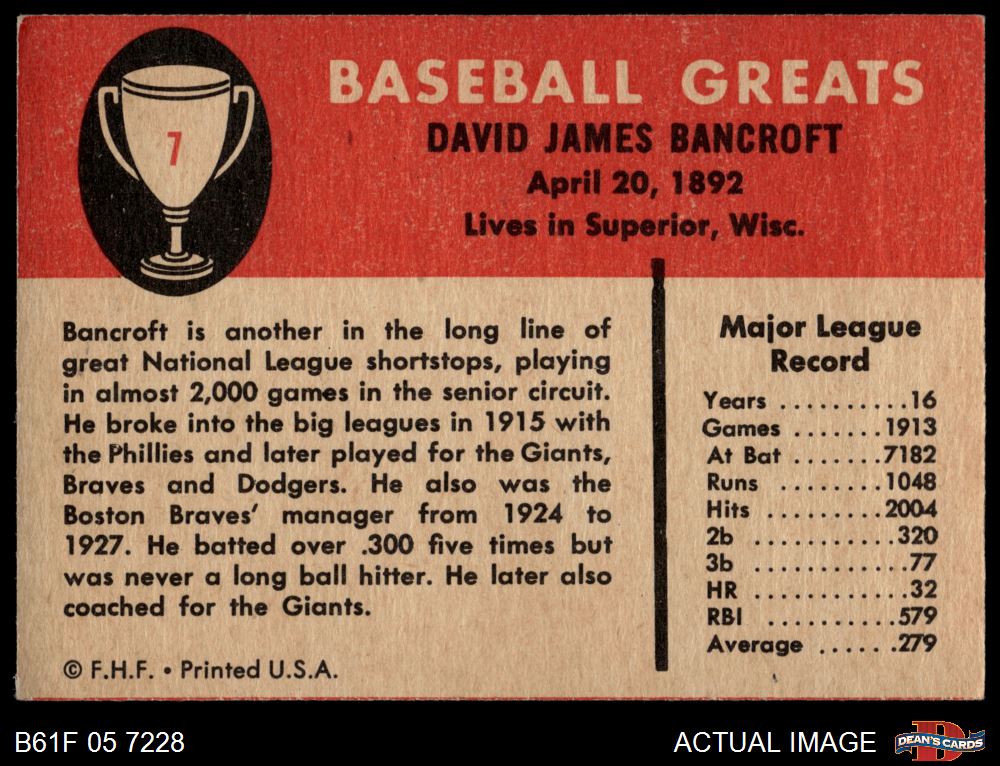 7
BASEBALL GREATS
DAVID JAMES BANCROFT
April 20, 1892
Lives in Superior, Wisc.
Bancroft is another in the long line of
great National League shortstops, playing
in almost 2,000 games in the senior circuit.
He broke into the big leagues in 1915 with
the Phillies and later played for the Giants,
Braves and Dodgers. He also was the
Boston Braves' manager from 1924 to
1927. He batted over .300 five times but
was never a long ball hitter. He later also
coached for the Giants.
© F.H.F. • Printed U.S.A.
Major League
Record
Years ..........16
Games .......1913
At Bat .......7182
Runs ........1048
Hits .........2004
2b ...........320
3b ............77
HR ............32
RBI ..........579
Average ......279
B61F 05 7228
ACTUAL IMAGE
DEAN'S CARDS